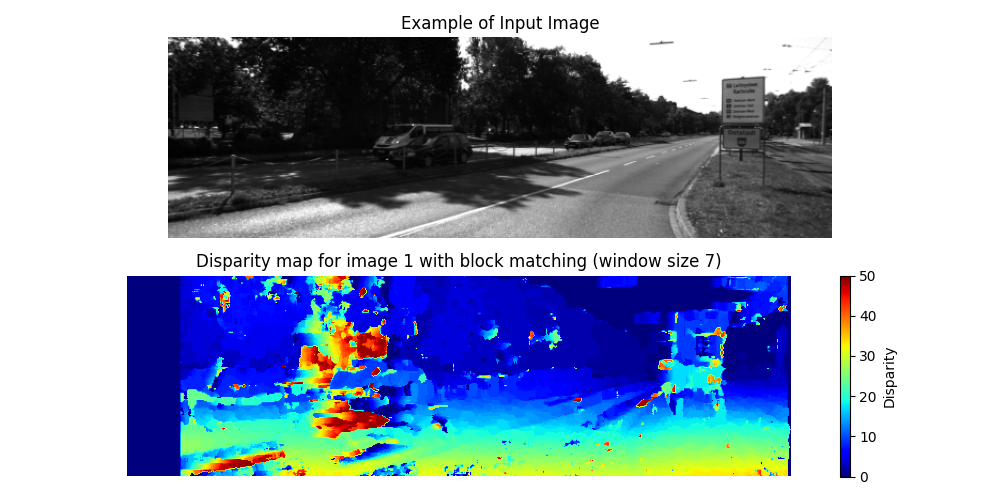 Example of Input Image
Karlsruhe
Disparity map for image 1 with block matching (window size 7)
50
40
30
20
10
0
Disparity